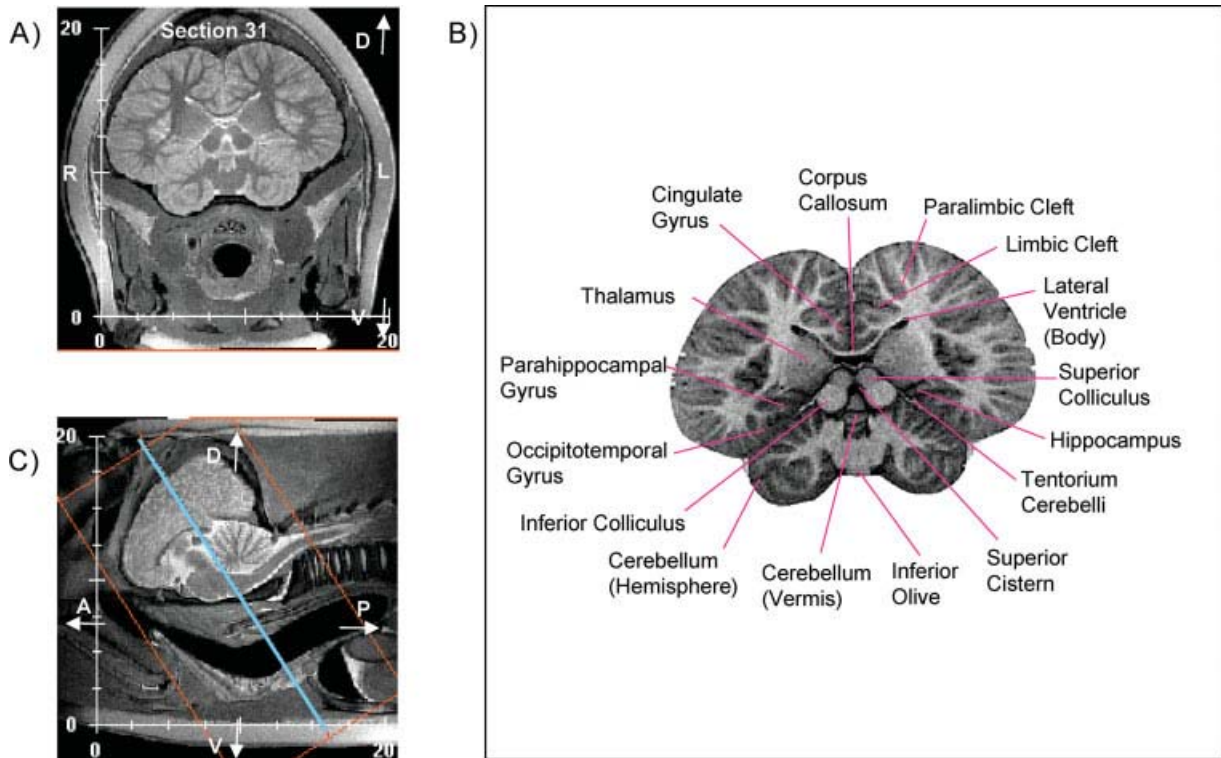 A)
20
Section 31
D
R
L
0
V
0
20
B)
Cingulate
Gyrus
Corpus
Callosum
Paralimbic Cleft
Limbic Cleft
Lateral
Ventricle
(Body)
Thalamus
Parahippocampal
Gyrus
Superior
Colliculus
Occipitotemporal
Gyrus
Hippocampus
Tentorium
Cerebelli
Inferior Colliculus
Cerebellum
(Hemisphere)
Cerebellum
(Vermis)
Inferior
Olive
Superior
Cistern
C)
20
D
A
P
0
V
0
20